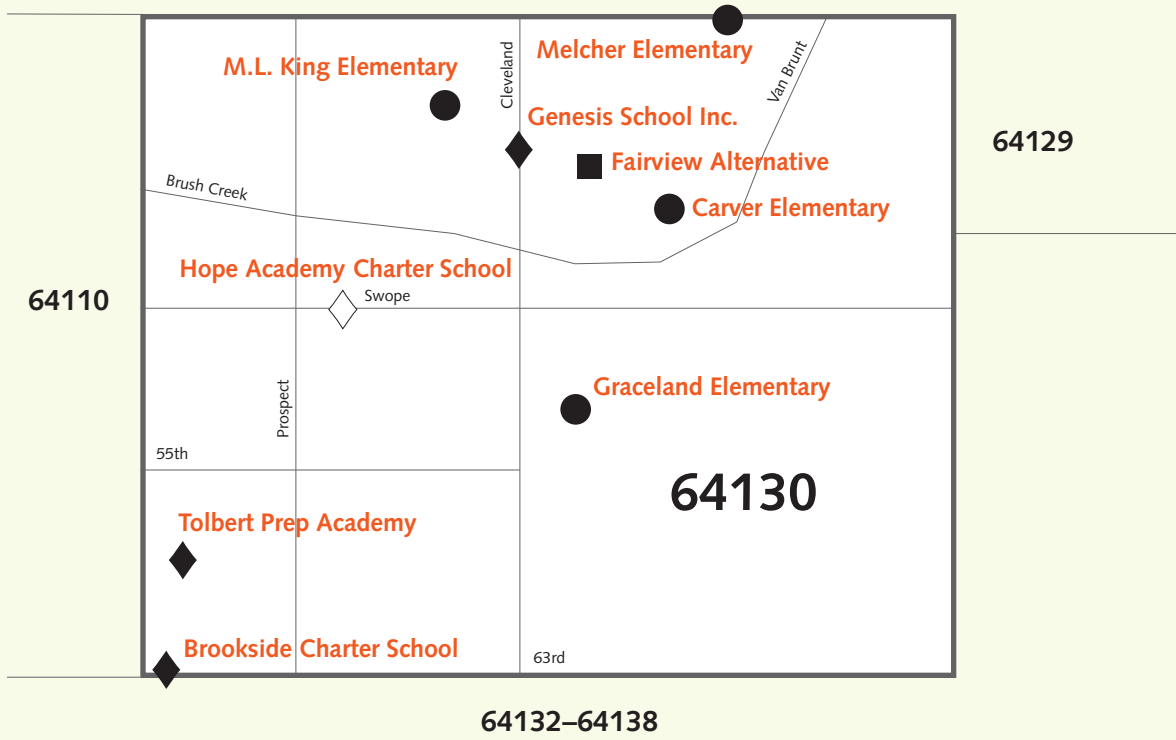 Melcher Elementary
M.L. King Elementary
Cleveland
Van Brunt
Genesis School Inc.
64129
Fairview Alternative
Brush Creek
Carver Elementary
Hope Academy Charter School
64110
Swope
Graceland Elementary
Prospect
55th
64130
Tolbert Prep Academy
Brookside Charter School
63rd
64132–64138